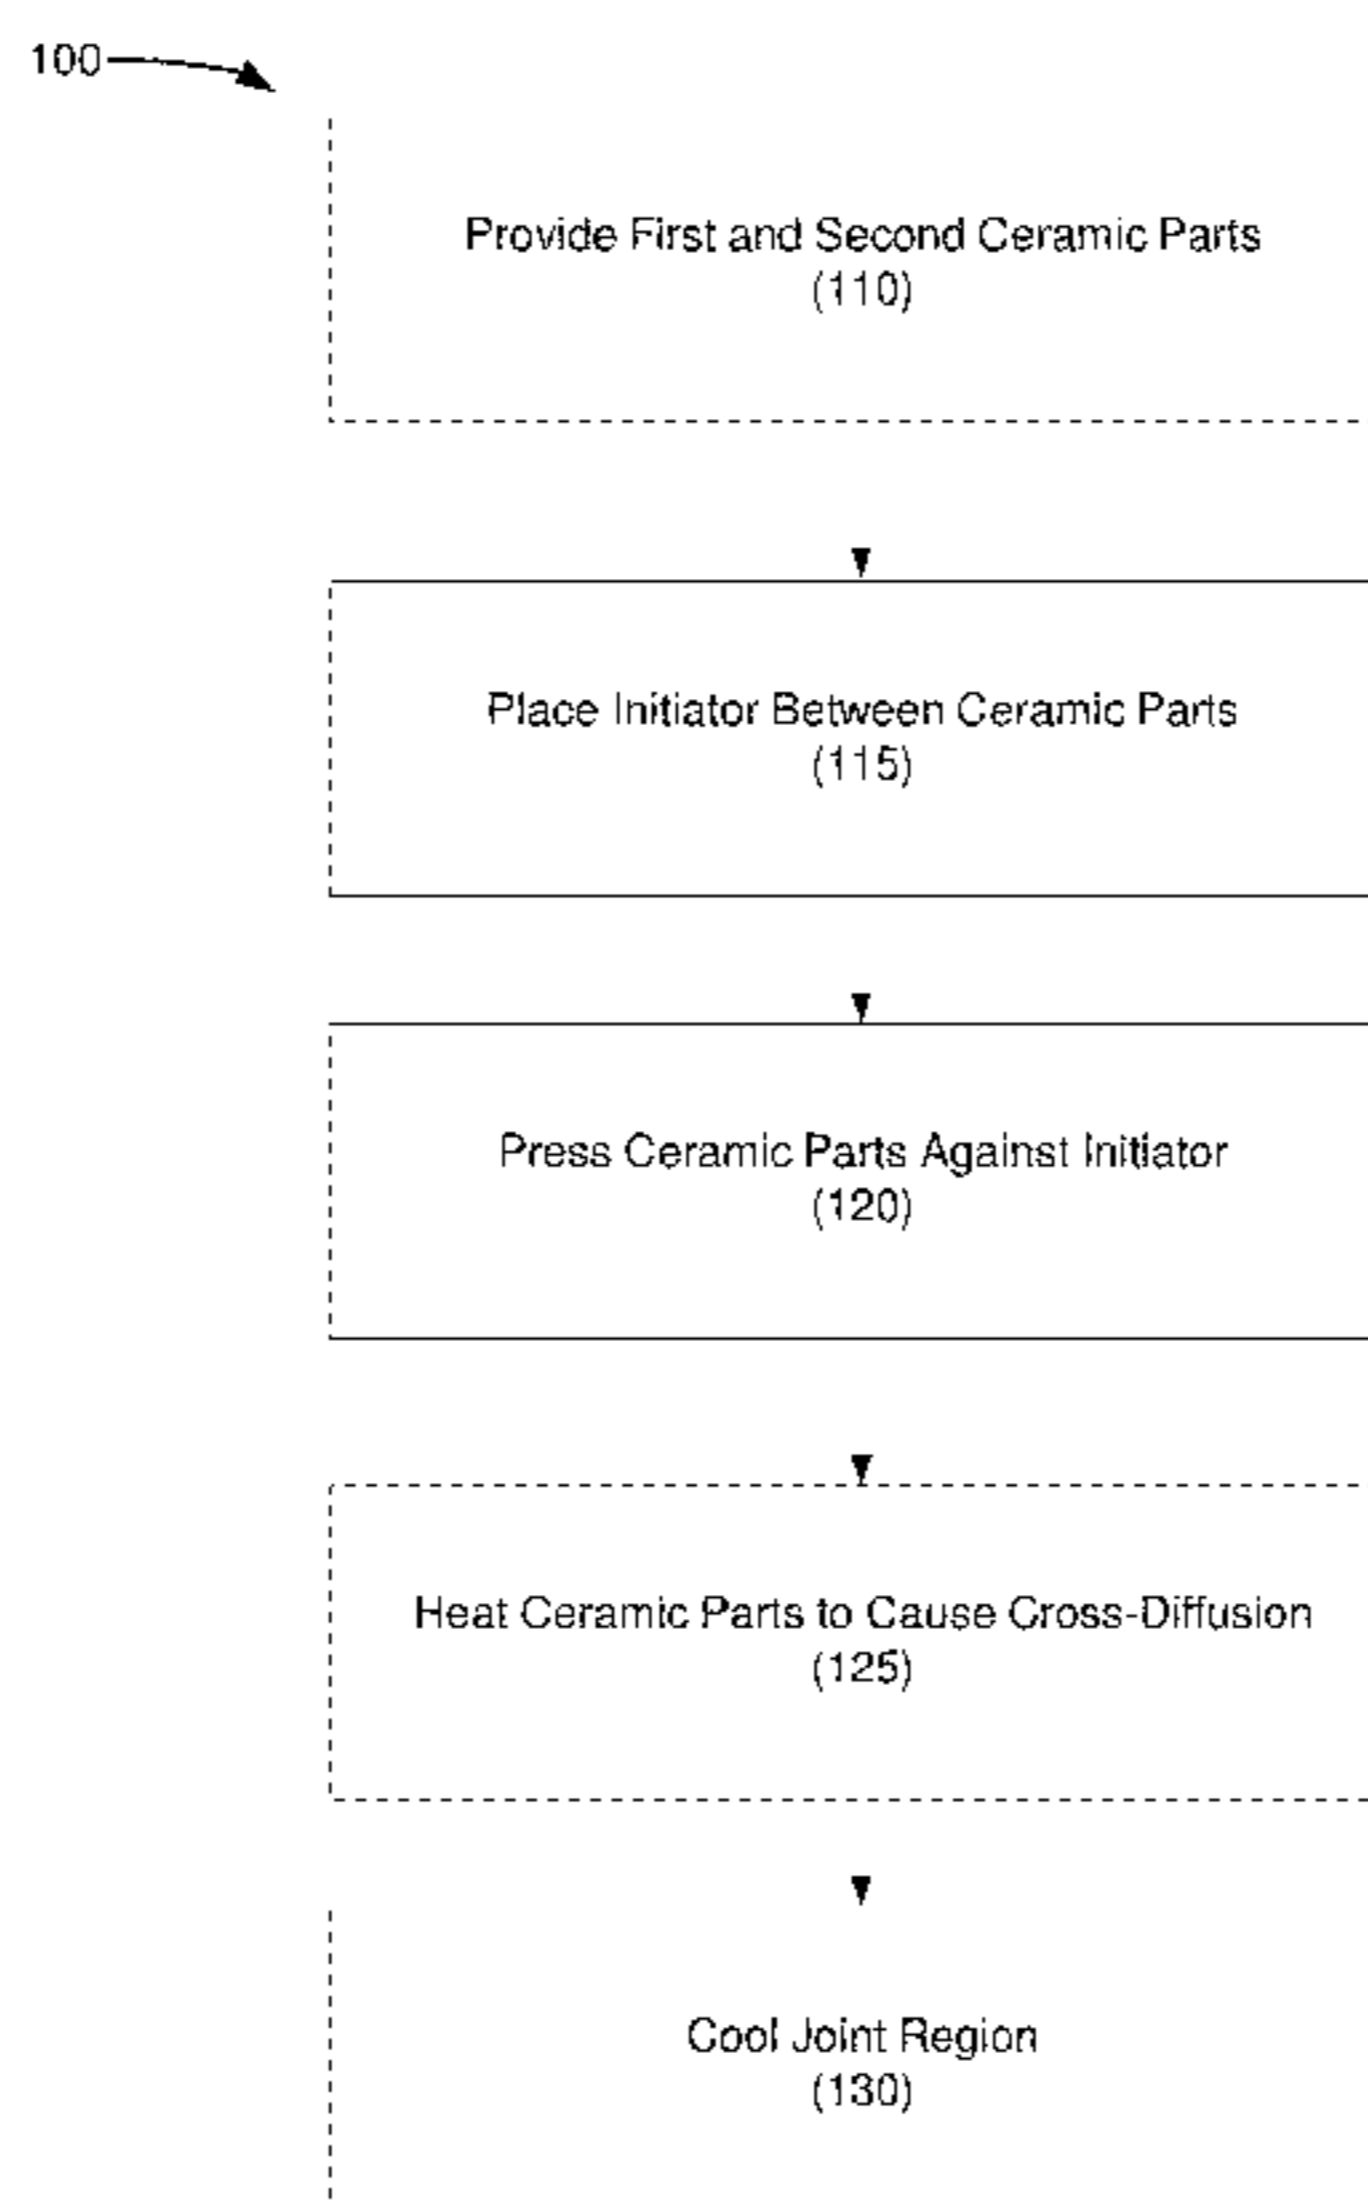 100
Provide First and Second Ceramic Parts
(110)
Place Initiator Between Ceramic Parts
(115)
Press Ceramic Parts Against Initiator
(120)
Heat Ceramic Parts to Cause Cross-Diffusion
(125)
Cool Joint Region
(130)